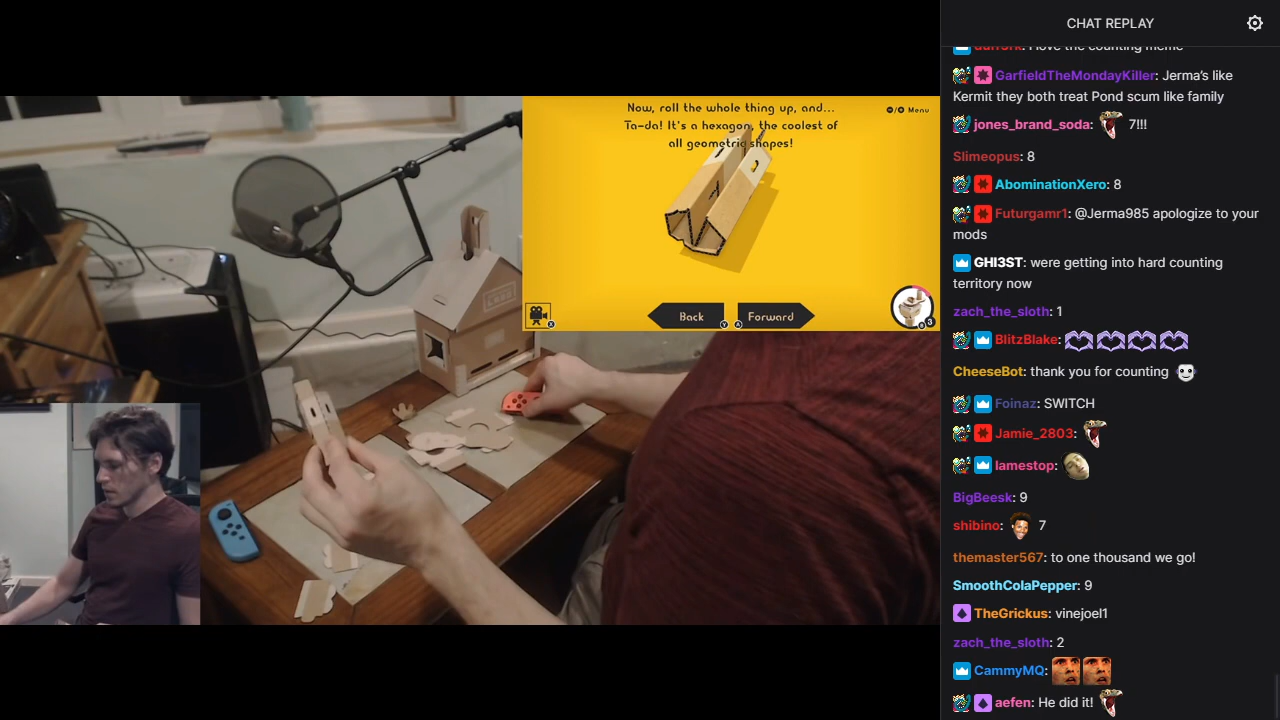 CHAT REPLAY
duffork: I love the counting meme
GarfieldTheMondayKiller: Jerma's like
Kermit they both treat Pond scum like family
jones_brand_soda: 7!!!
Slimeopus: 8
AbominationXero: 8
Futurgamr1: @Jerma985 apologize to your
mods
GHI3ST: were getting into hard counting
territory now
zach_the_sloth: 1
BlitzBlake:
CheeseBot: thank you for counting
Foinaz: SWITCH
Jamie_2803:
lamestop:
BigBeesk: 9
shibino: 7
themaster567: to one thousand we go!
SmoothColaPepper: 9
TheGrickus: vinejoel1
zach_the_sloth: 2
CammyMQ:
aefen: He did it!
Now, roll the whole thing up, and...
Ta-da! It's a hexagon, the coolest of
all geometric shapes!
Menu
Back
Forward
X
Y
A
3